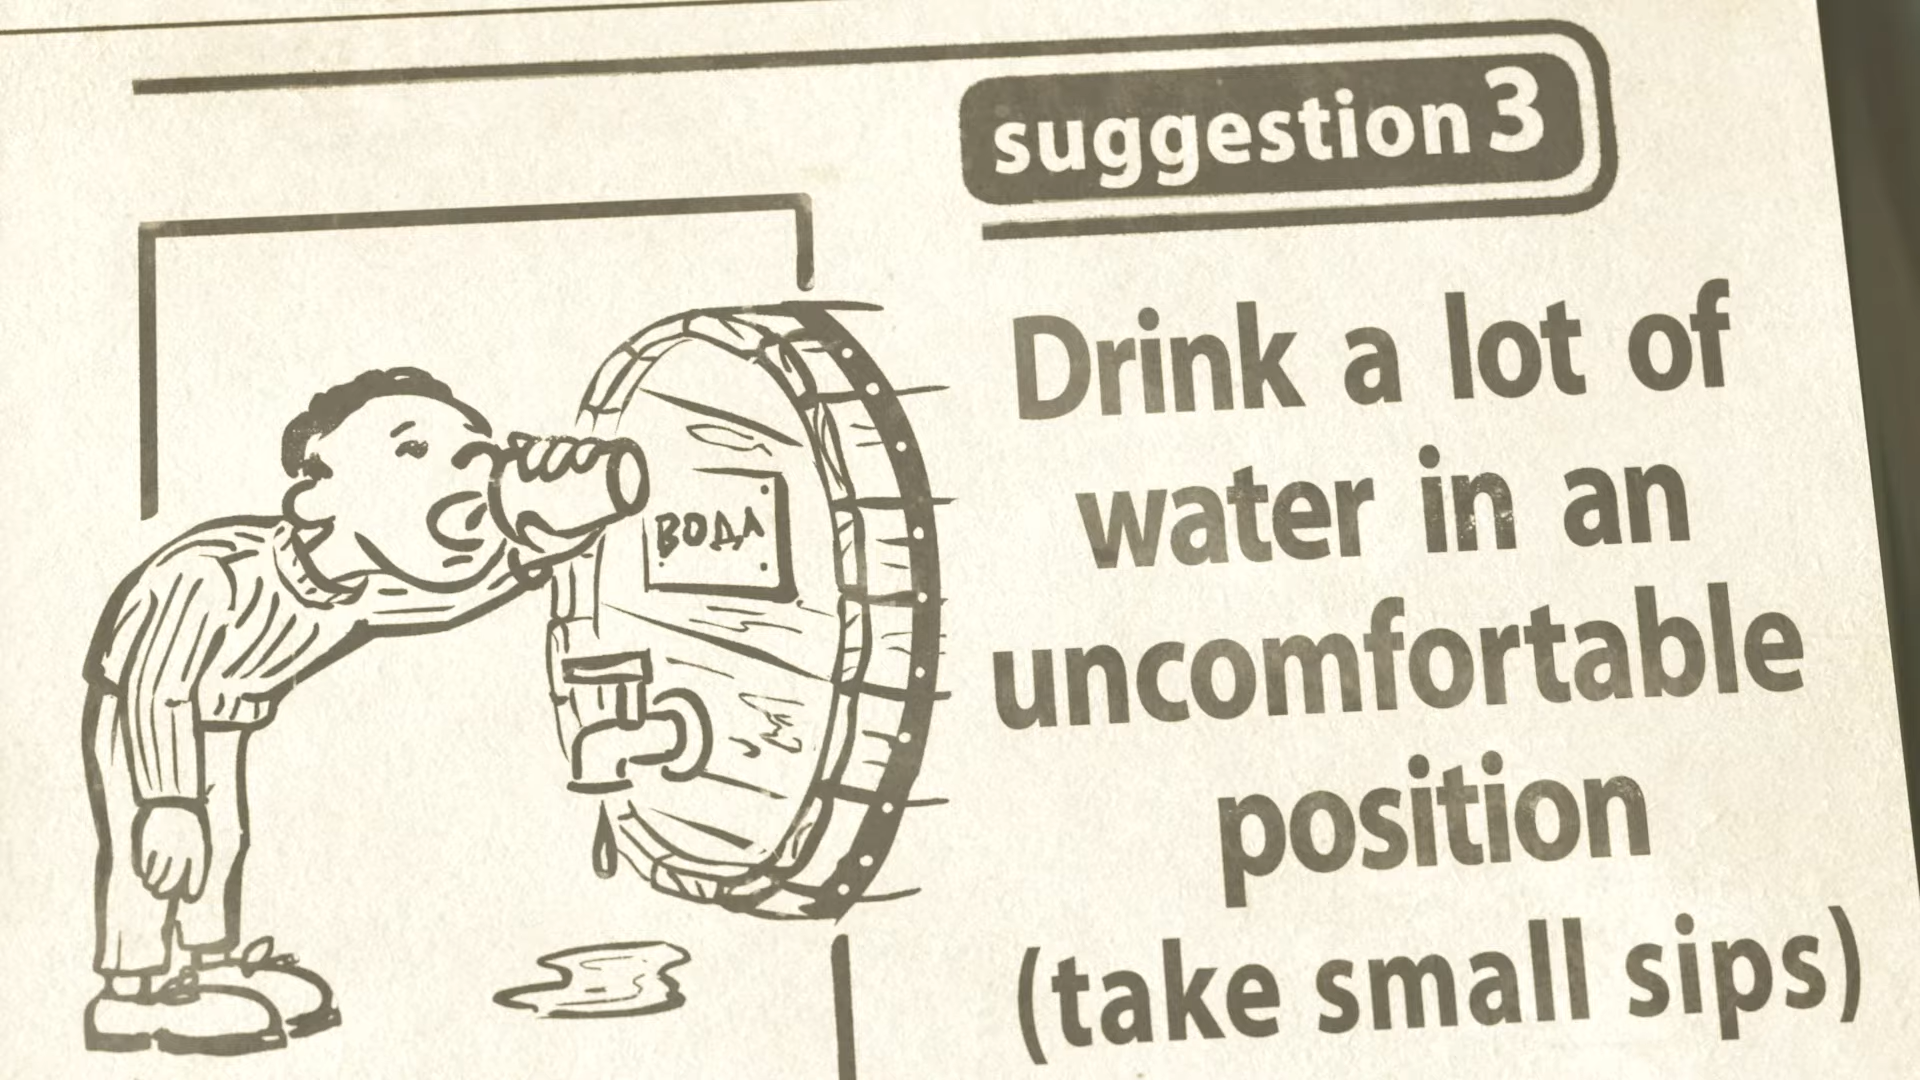 suggestion 3
Drink a lot of
water in an
uncomfortable
position
(take small sips)
ВОДА